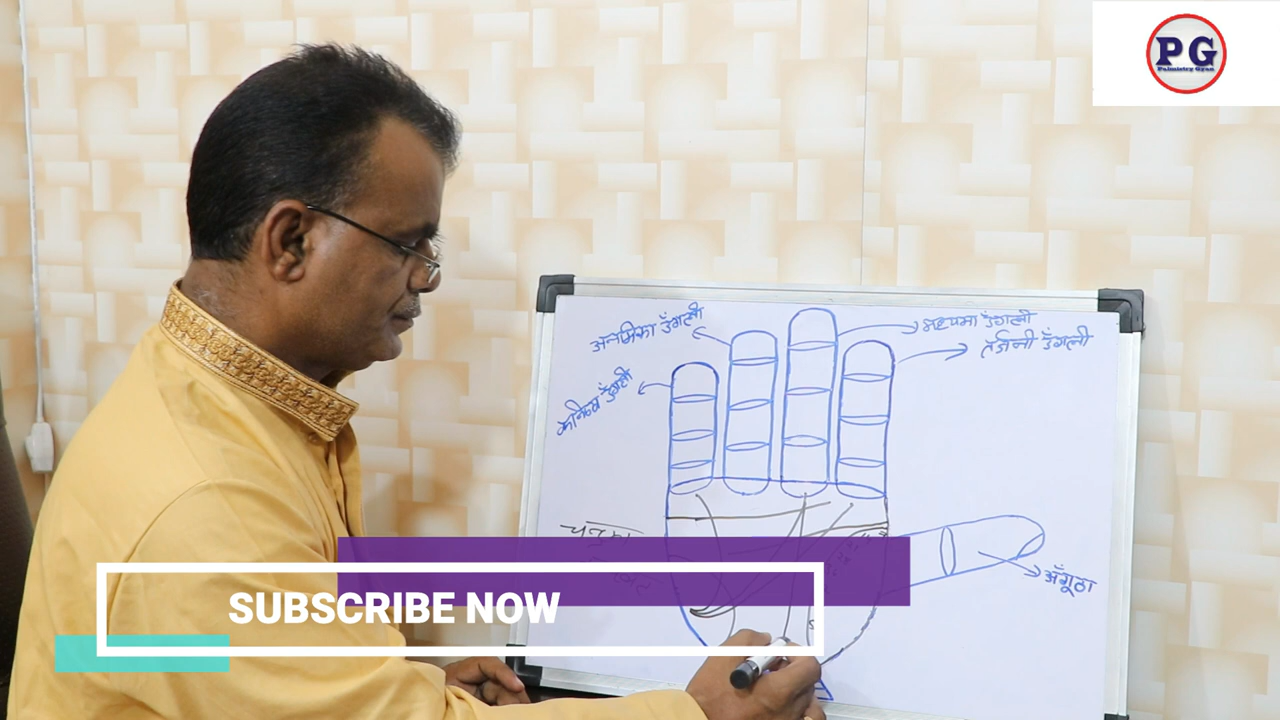 PG
Palmistry Gyan
अनामिका उँगली
मध्यमा उँगली
तर्जनी उँगली
कनिष्ठा उँगली
अँगूठा
SUBSCRIBE NOW